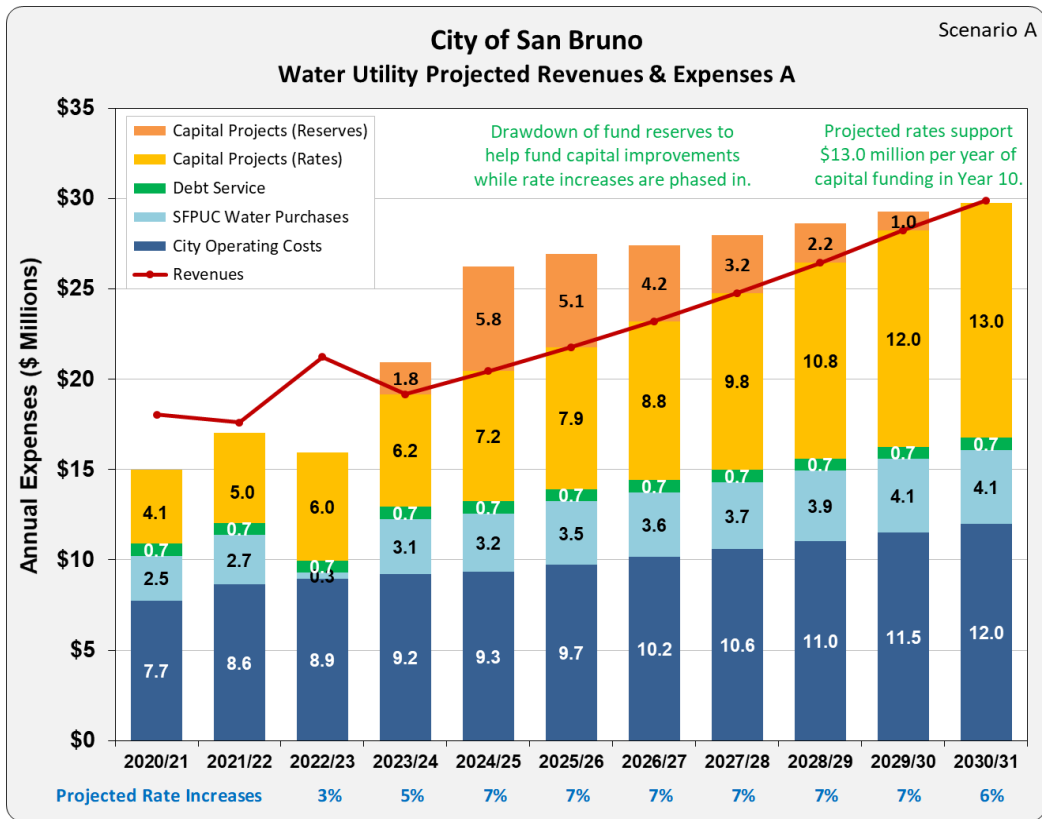 Scenario A
City of San Bruno
Water Utility Projected Revenues & Expenses A
Annual Expenses ($ Millions)
$35
$30
$25
$20
$15
$10
$5
$0
Capital Projects (Reserves)
Capital Projects (Rates)
Debt Service
SFPUC Water Purchases
City Operating Costs
Revenues
Drawdown of fund reserves to
help fund capital improvements
while rate increases are phased in.
Projected rates support
$13.0 million per year of
capital funding in Year 10.
1.8 5.8 5.1 4.2 3.2 2.2 1.0
4.1 5.0 6.0 6.2 7.2 7.9 8.8 9.8 10.8 12.0 13.0
0.7 0.7 0.7 0.7 0.7 0.7 0.7 0.7 0.7 0.7 0.7
2.5 2.7 0.3 3.1 3.2 3.5 3.6 3.7 3.9 4.1 4.1
7.7 8.6 8.9 9.2 9.3 9.7 10.2 10.6 11.0 11.5 12.0
2020/21 2021/22 2022/23 2023/24 2024/25 2025/26 2026/27 2027/28 2028/29 2029/30 2030/31
Projected Rate Increases 3% 5% 7% 7% 7% 7% 7% 7% 6%